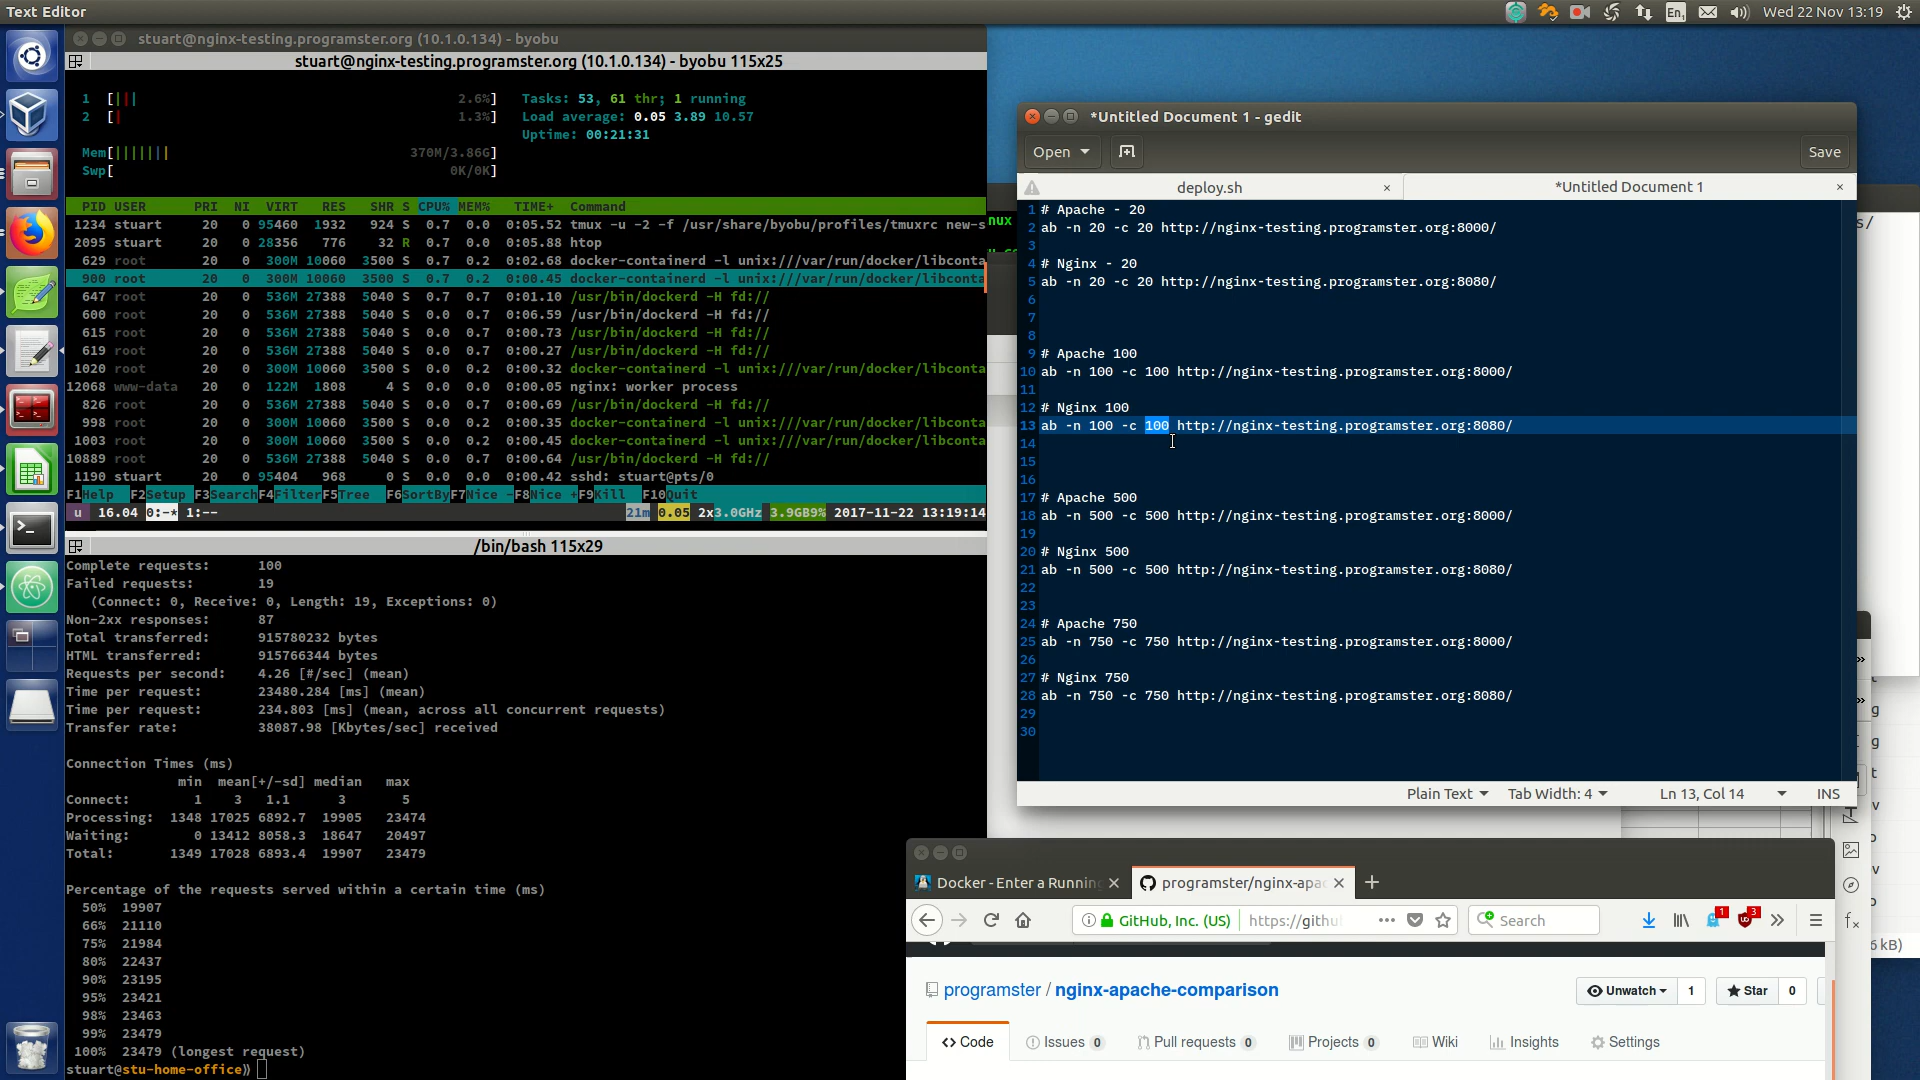 Text Editor
En1
Wed 22 Nov 13:19
stuart@nginx-testing.programster.org (10.1.0.134) - byobu
stuart@nginx-testing.programster.org (10.1.0.134) - byobu 115x25
1 [||| 2.6%] Tasks: 53, 61 thr; 1 running
2 [| 1.3%] Load average: 0.05 3.89 10.57
Uptime: 00:21:31
Mem[||||||| 370M/3.86G]
Swp[ 0K/0K]
PID USER PRI NI VIRT RES SHR S CPU% MEM% TIME+ Command
1234 stuart 20 0 95460 1932 924 S 0.7 0.0 0:05.52 tmux -u -2 -f /usr/share/byobu/profiles/tmuxrc new-s
2095 stuart 20 0 28356 776 32 R 0.7 0.0 0:05.88 htop
629 root 20 0 300M 10060 3500 S 0.7 0.2 0:02.68 docker-containerd -l unix:///var/run/docker/libconta
900 root 20 0 300M 10060 3500 S 0.7 0.2 0:00.45 docker-containerd -l unix:///var/run/docker/libconta
647 root 20 0 536M 27388 5040 S 0.7 0.7 0:01.10 /usr/bin/dockerd -H fd://
600 root 20 0 536M 27388 5040 S 0.0 0.7 0:06.59 /usr/bin/dockerd -H fd://
615 root 20 0 536M 27388 5040 S 0.0 0.7 0:00.73 /usr/bin/dockerd -H fd://
619 root 20 0 536M 27388 5040 S 0.0 0.7 0:00.27 /usr/bin/dockerd -H fd://
1020 root 20 0 300M 10060 3500 S 0.0 0.2 0:00.32 docker-containerd -l unix:///var/run/docker/libconta
12068 www-data 20 0 122M 1808 4 S 0.0 0.0 0:00.05 nginx: worker process
826 root 20 0 536M 27388 5040 S 0.0 0.7 0:00.69 /usr/bin/dockerd -H fd://
998 root 20 0 300M 10060 3500 S 0.0 0.2 0:00.35 docker-containerd -l unix:///var/run/docker/libconta
1003 root 20 0 300M 10060 3500 S 0.0 0.2 0:00.45 docker-containerd -l unix:///var/run/docker/libconta
10889 root 20 0 536M 27388 5040 S 0.0 0.7 0:00.64 /usr/bin/dockerd -H fd://
1190 stuart 20 0 95404 968 0 S 0.0 0.0 0:00.42 sshd: stuart@pts/0
F1Help F2Setup F3SearchF4FilterF5Tree F6SortByF7Nice -F8Nice +F9Kill F10Quit
u 16.04 0:-* 1:-- 21m 0.05 2x3.0GHz 3.9GB9% 2017-11-22 13:19:14
/bin/bash 115x29
Complete requests: 100
Failed requests: 19
(Connect: 0, Receive: 0, Length: 19, Exceptions: 0)
Non-2xx responses: 87
Total transferred: 915780232 bytes
HTML transferred: 915766344 bytes
Requests per second: 4.26 [#/sec] (mean)
Time per request: 23480.284 [ms] (mean)
Time per request: 234.803 [ms] (mean, across all concurrent requests)
Transfer rate: 38087.98 [Kbytes/sec] received
Connection Times (ms)
min mean[+/-sd] median max
Connect: 1 3 1.1 3 5
Processing: 1348 17025 6892.7 19905 23474
Waiting: 0 13412 8058.3 18647 20497
Total: 1349 17028 6893.4 19907 23479
Percentage of the requests served within a certain time (ms)
50% 19907
66% 21110
75% 21984
80% 22437
90% 23195
95% 23421
98% 23463
99% 23479
100% 23479 (longest request)
stuart@stu-home-office⟫
nux
*Untitled Document 1 - gedit
Open
Save
deploy.sh ×
*Untitled Document 1 ×
1 # Apache - 20
2 ab -n 20 -c 20 http://nginx-testing.programster.org:8000/
3
4 # Nginx - 20
5 ab -n 20 -c 20 http://nginx-testing.programster.org:8080/
6
7
8
9 # Apache 100
10 ab -n 100 -c 100 http://nginx-testing.programster.org:8000/
11
12 # Nginx 100
13 ab -n 100 -c 100 http://nginx-testing.programster.org:8080/
14
15
16
17 # Apache 500
18 ab -n 500 -c 500 http://nginx-testing.programster.org:8000/
19
20 # Nginx 500
21 ab -n 500 -c 500 http://nginx-testing.programster.org:8080/
22
23
24 # Apache 750
25 ab -n 750 -c 750 http://nginx-testing.programster.org:8000/
26
27 # Nginx 750
28 ab -n 750 -c 750 http://nginx-testing.programster.org:8080/
29
30
Plain Text Tab Width: 4 Ln 13, Col 14 INS
s/
6 kB)
Docker - Enter a Running
programster/nginx-apac
GitHub, Inc. (US) https://githu
Search
1
3
programster / nginx-apache-comparison
Unwatch 1
Star 0
Code
Issues 0
Pull requests 0
Projects 0
Wiki
Insights
Settings